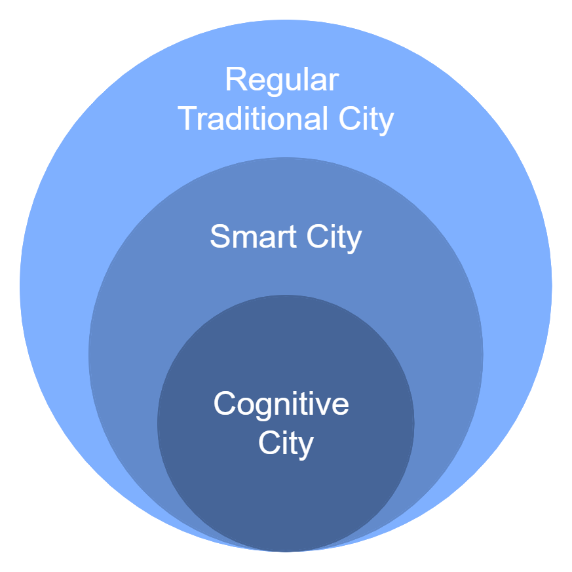 Regular
Traditional City
Smart City
Cognitive
City